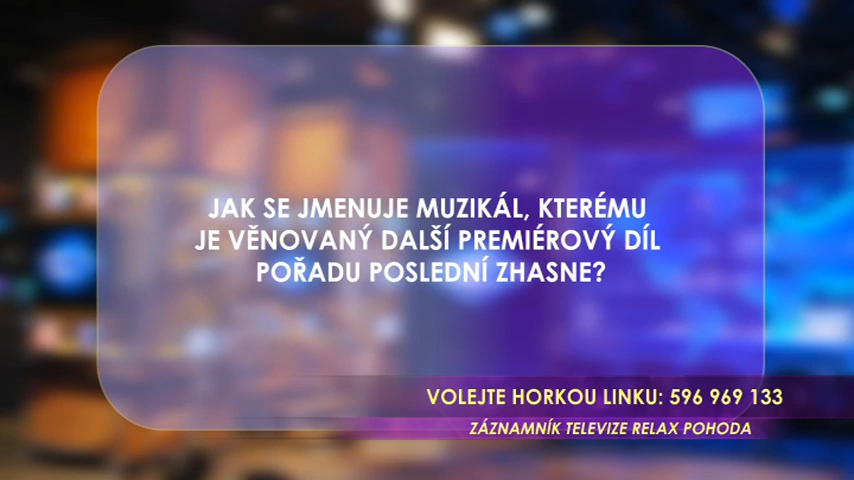 JAK SE JMENUJE MUZIKÁL, KTERÉMU
JE VĚNOVANÝ DALŠÍ PREMIÉROVÝ DÍL
POŘADU POSLEDNÍ ZHASNE?
VOLEJTE HORKOU LINKU: 596 969 133
ZÁZNAMNÍK TELEVIZE RELAX POHODA